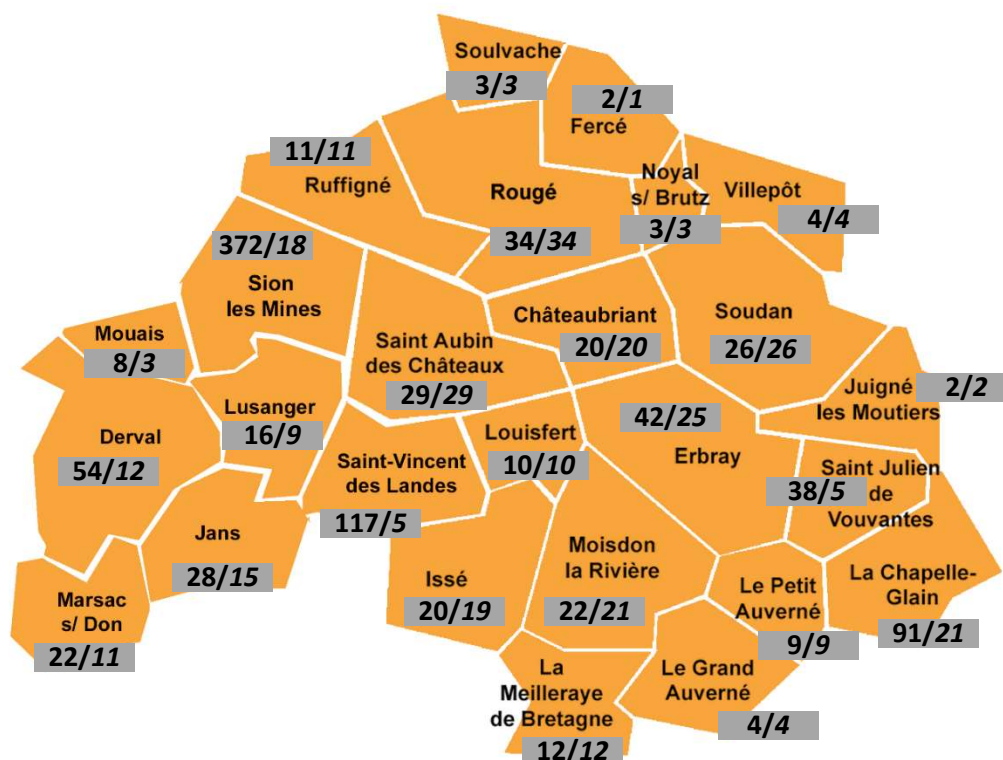 Soulvache
3/3
2/1
Fercé
11/11
Ruffigné
Rougé
34/34
Noyal
s/ Brutz
3/3
Villepôt
4/4
372/18
Sion
les Mines
Mouais
8/3
Saint Aubin
des Châteaux
29/29
Châteaubriant
20/20
Soudan
26/26
Juigné
les Moutiers
2/2
Derval
54/12
Lusanger
16/9
Saint-Vincent
des Landes
117/5
Louisfert
10/10
42/25
Erbray
Saint Julien
de
Vouvantes
38/5
Jans
28/15
Marsac
s/ Don
22/11
Issé
20/19
Moisdon
la Rivière
22/21
Le Petit
Auverné
9/9
La Chapelle-
Glain
91/21
La
Meilleraye
de Bretagne
12/12
Le Grand
Auverné
4/4